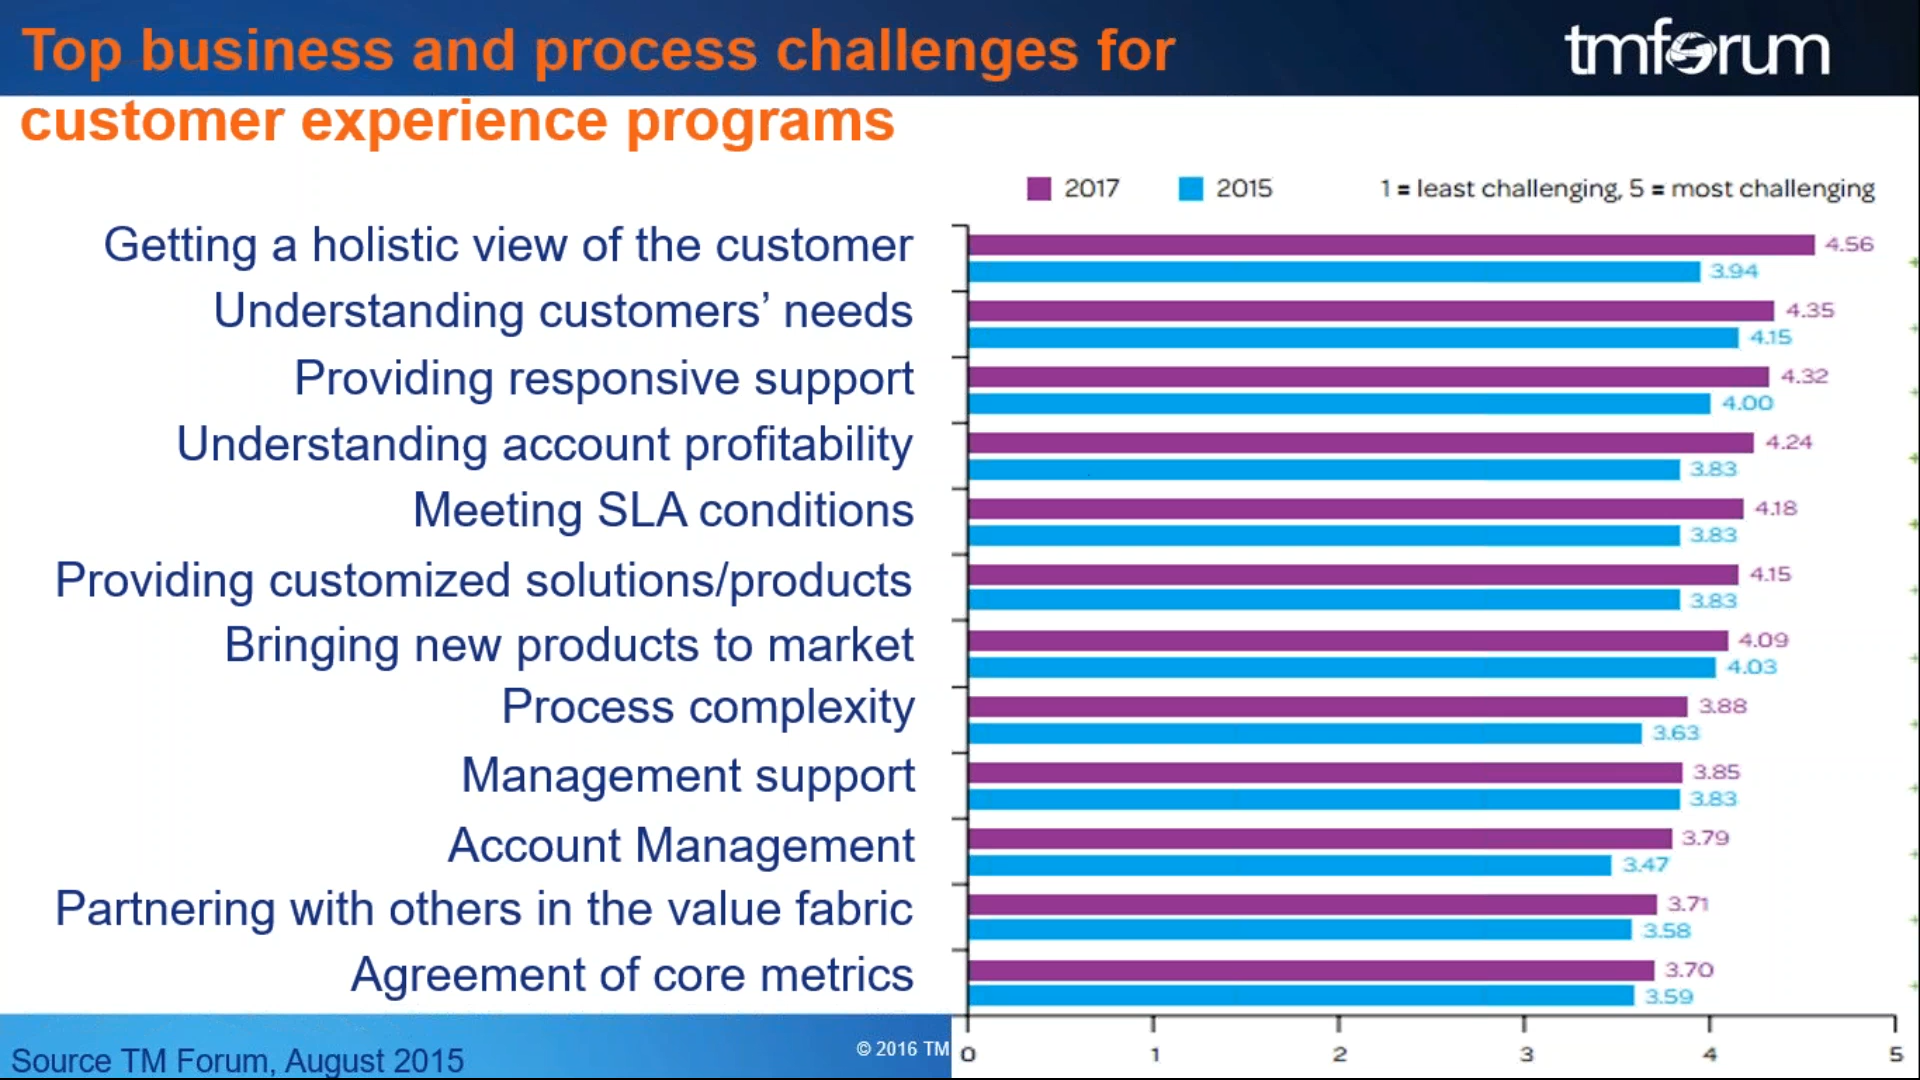 Top business and process challenges for
customer experience programs
tmforum
2017 2015 1 = least challenging, 5 = most challenging
Getting a holistic view of the customer
4.56
3.94
Understanding customers’ needs
4.35
4.15
Providing responsive support
4.32
4.00
Understanding account profitability
4.24
3.83
Meeting SLA conditions
4.18
3.83
Providing customized solutions/products
4.15
3.83
Bringing new products to market
4.09
4.03
Process complexity
3.88
3.63
Management support
3.85
3.83
Account Management
3.79
3.47
Partnering with others in the value fabric
3.71
3.58
Agreement of core metrics
3.70
3.59
0 1 2 3 4 5
Source TM Forum, August 2015
© 2016 TM